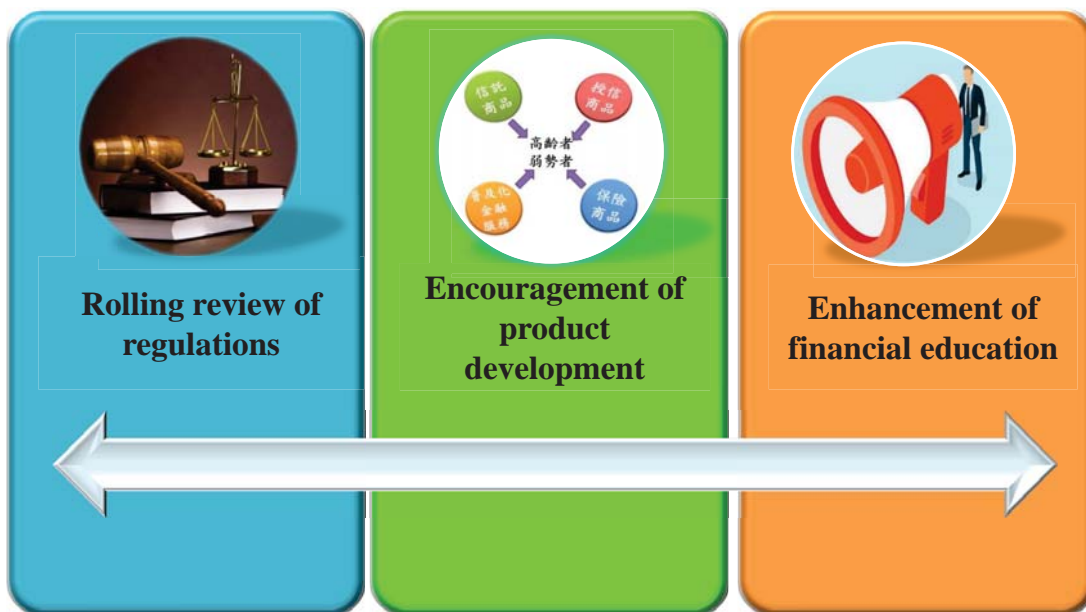 Rolling review of
regulations
信託
商品
授信
商品
高齡者
弱勢者
普及化
金融
服務
保險
商品
Encouragement of
product
development
Enhancement of
financial education